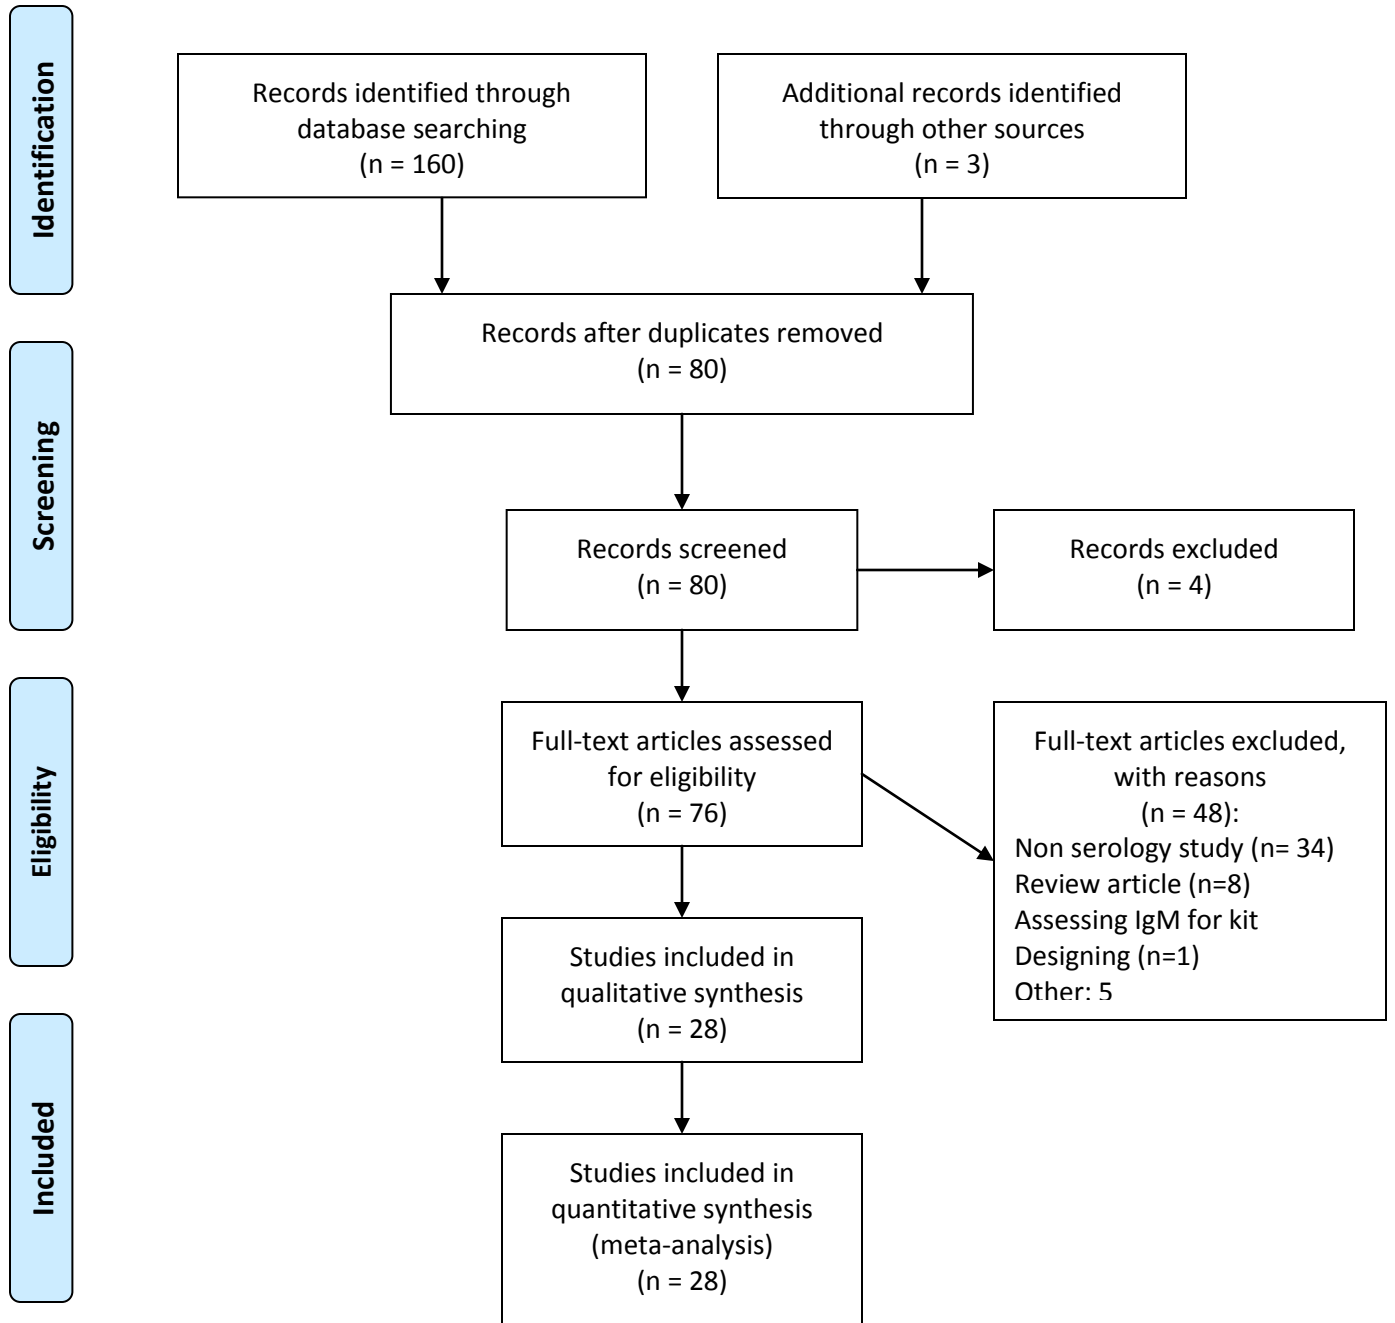 Identification
Records identified through
database searching
(n = 160)
Additional records identified
through other sources
(n = 3)
Records after duplicates removed
(n = 80)
Screening
Records screened
(n = 80)
Records excluded
(n = 4)
Eligibility
Full-text articles assessed
for eligibility
(n = 76)
Full-text articles excluded,
with reasons
(n = 48):
Non serology study (n= 34)
Review article (n=8)
Assessing IgM for kit
Designing (n=1)
Other: 5
Studies included in
qualitative synthesis
(n = 28)
Included
Studies included in
quantitative synthesis
(meta-analysis)
(n = 28)